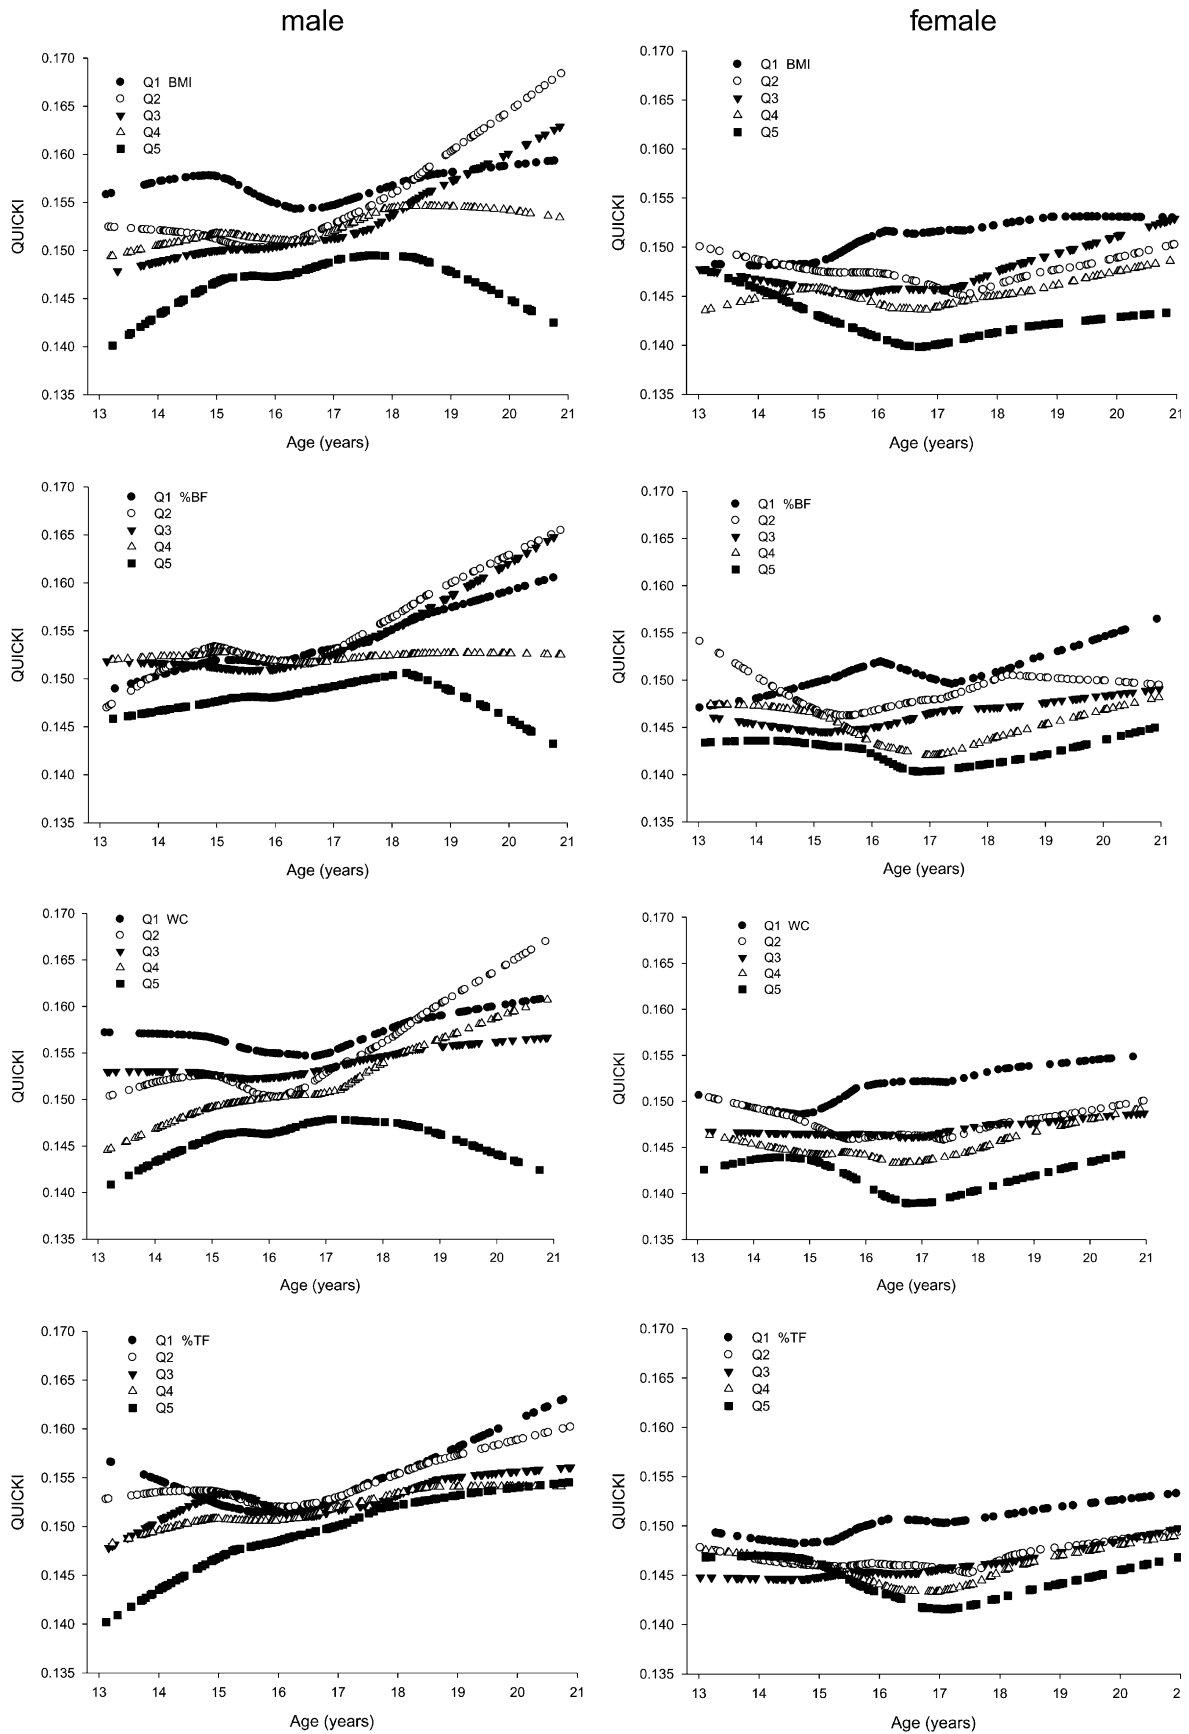 male
female
0.170
0.165
0.160
0.155
0.150
0.145
0.140
0.135
QUICKI
Q1 BMI
Q2
Q3
Q4
Q5
13 14 15 16 17 18 19 20 21
Age (years)
0.170
0.165
0.160
0.155
0.150
0.145
0.140
0.135
QUICKI
Q1 BMI
Q2
Q3
Q4
Q5
13 14 15 16 17 18 19 20 21
Age (years)
0.170
0.165
0.160
0.155
0.150
0.145
0.140
0.135
QUICKI
Q1 %BF
Q2
Q3
Q4
Q5
13 14 15 16 17 18 19 20 21
Age (years)
0.170
0.165
0.160
0.155
0.150
0.145
0.140
0.135
QUICKI
Q1 %BF
Q2
Q3
Q4
Q5
13 14 15 16 17 18 19 20 21
Age (years)
0.170
0.165
0.160
0.155
0.150
0.145
0.140
0.135
QUICKI
Q1 WC
Q2
Q3
Q4
Q5
13 14 15 16 17 18 19 20 21
Age (years)
0.170
0.165
0.160
0.155
0.150
0.145
0.140
0.135
QUICKI
Q1 WC
Q2
Q3
Q4
Q5
13 14 15 16 17 18 19 20 21
Age (years)
0.170
0.165
0.160
0.155
0.150
0.145
0.140
0.135
QUICKI
Q1 %TF
Q2
Q3
Q4
Q5
13 14 15 16 17 18 19 20 21
Age (years)
0.170
0.165
0.160
0.155
0.150
0.145
0.140
0.135
QUICKI
Q1 %TF
Q2
Q3
Q4
Q5
13 14 15 16 17 18 19 20 21
Age (years)